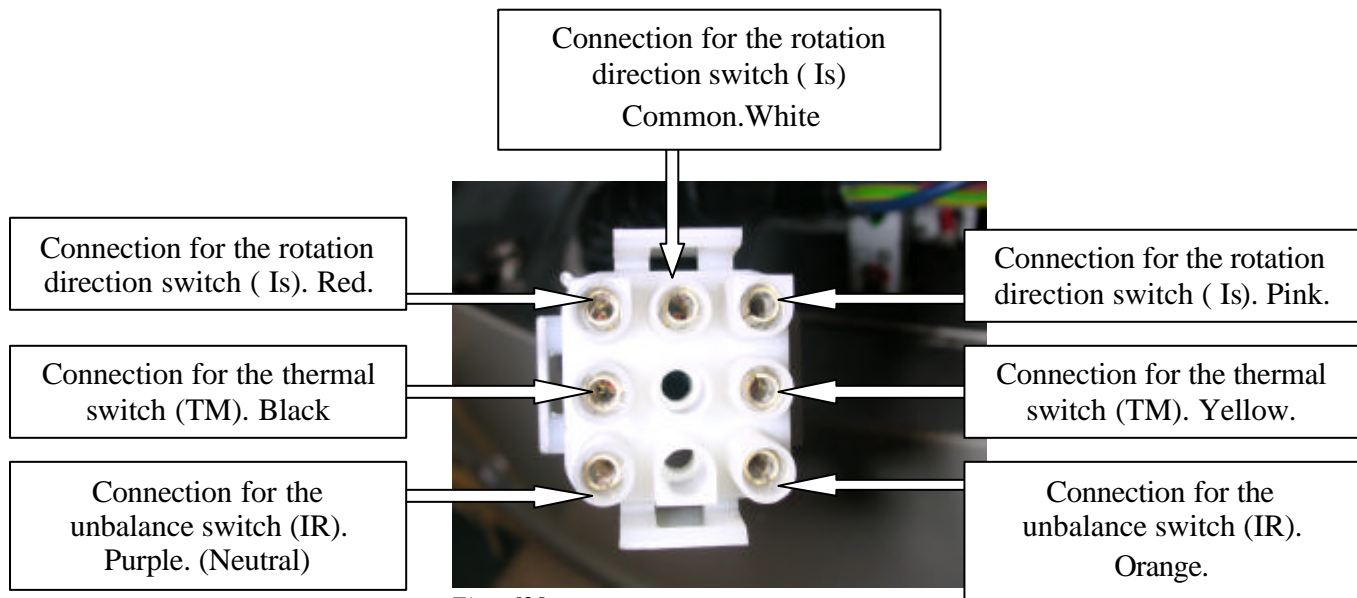 Connection for the rotation
direction switch ( Is)
Common.White
Connection for the rotation
direction switch ( Is). Red.
Connection for the rotation
direction switch ( Is). Pink.
Connection for the thermal
switch (TM). Black
Connection for the thermal
switch (TM). Yellow.
Connection for the
unbalance switch (IR).
Purple. (Neutral)
Connection for the
unbalance switch (IR).
Orange.